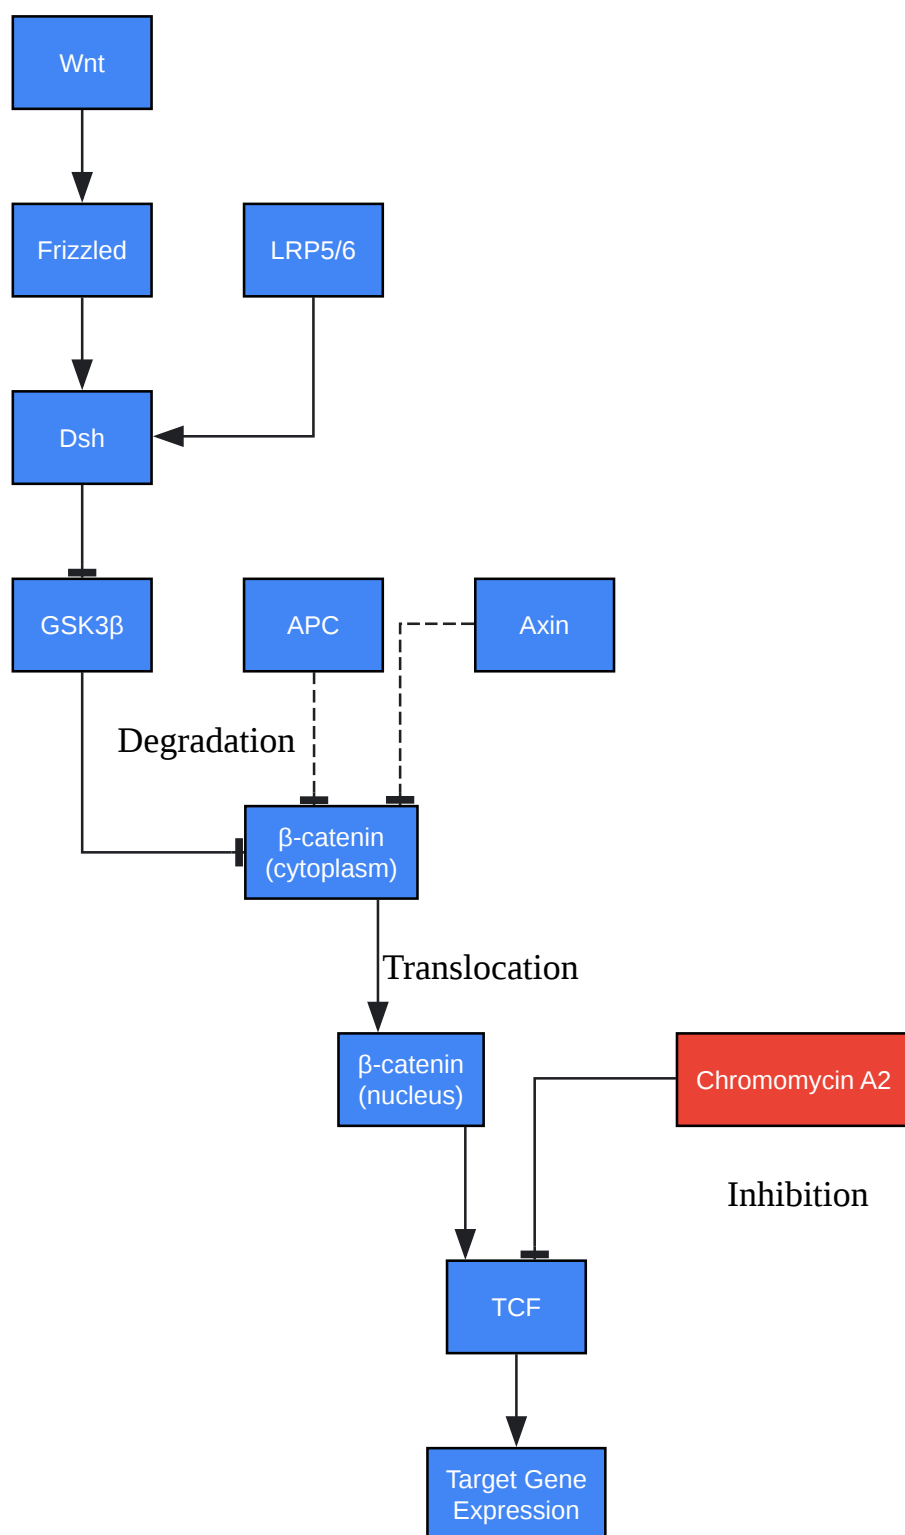 Wnt
Frizzled
LRP5/6
Dsh
GSK3β
APC
Axin
Degradation
β-catenin
(cytoplasm)
Translocation
β-catenin
(nucleus)
Chromomycin A2
Inhibition
TCF
Target Gene
Expression